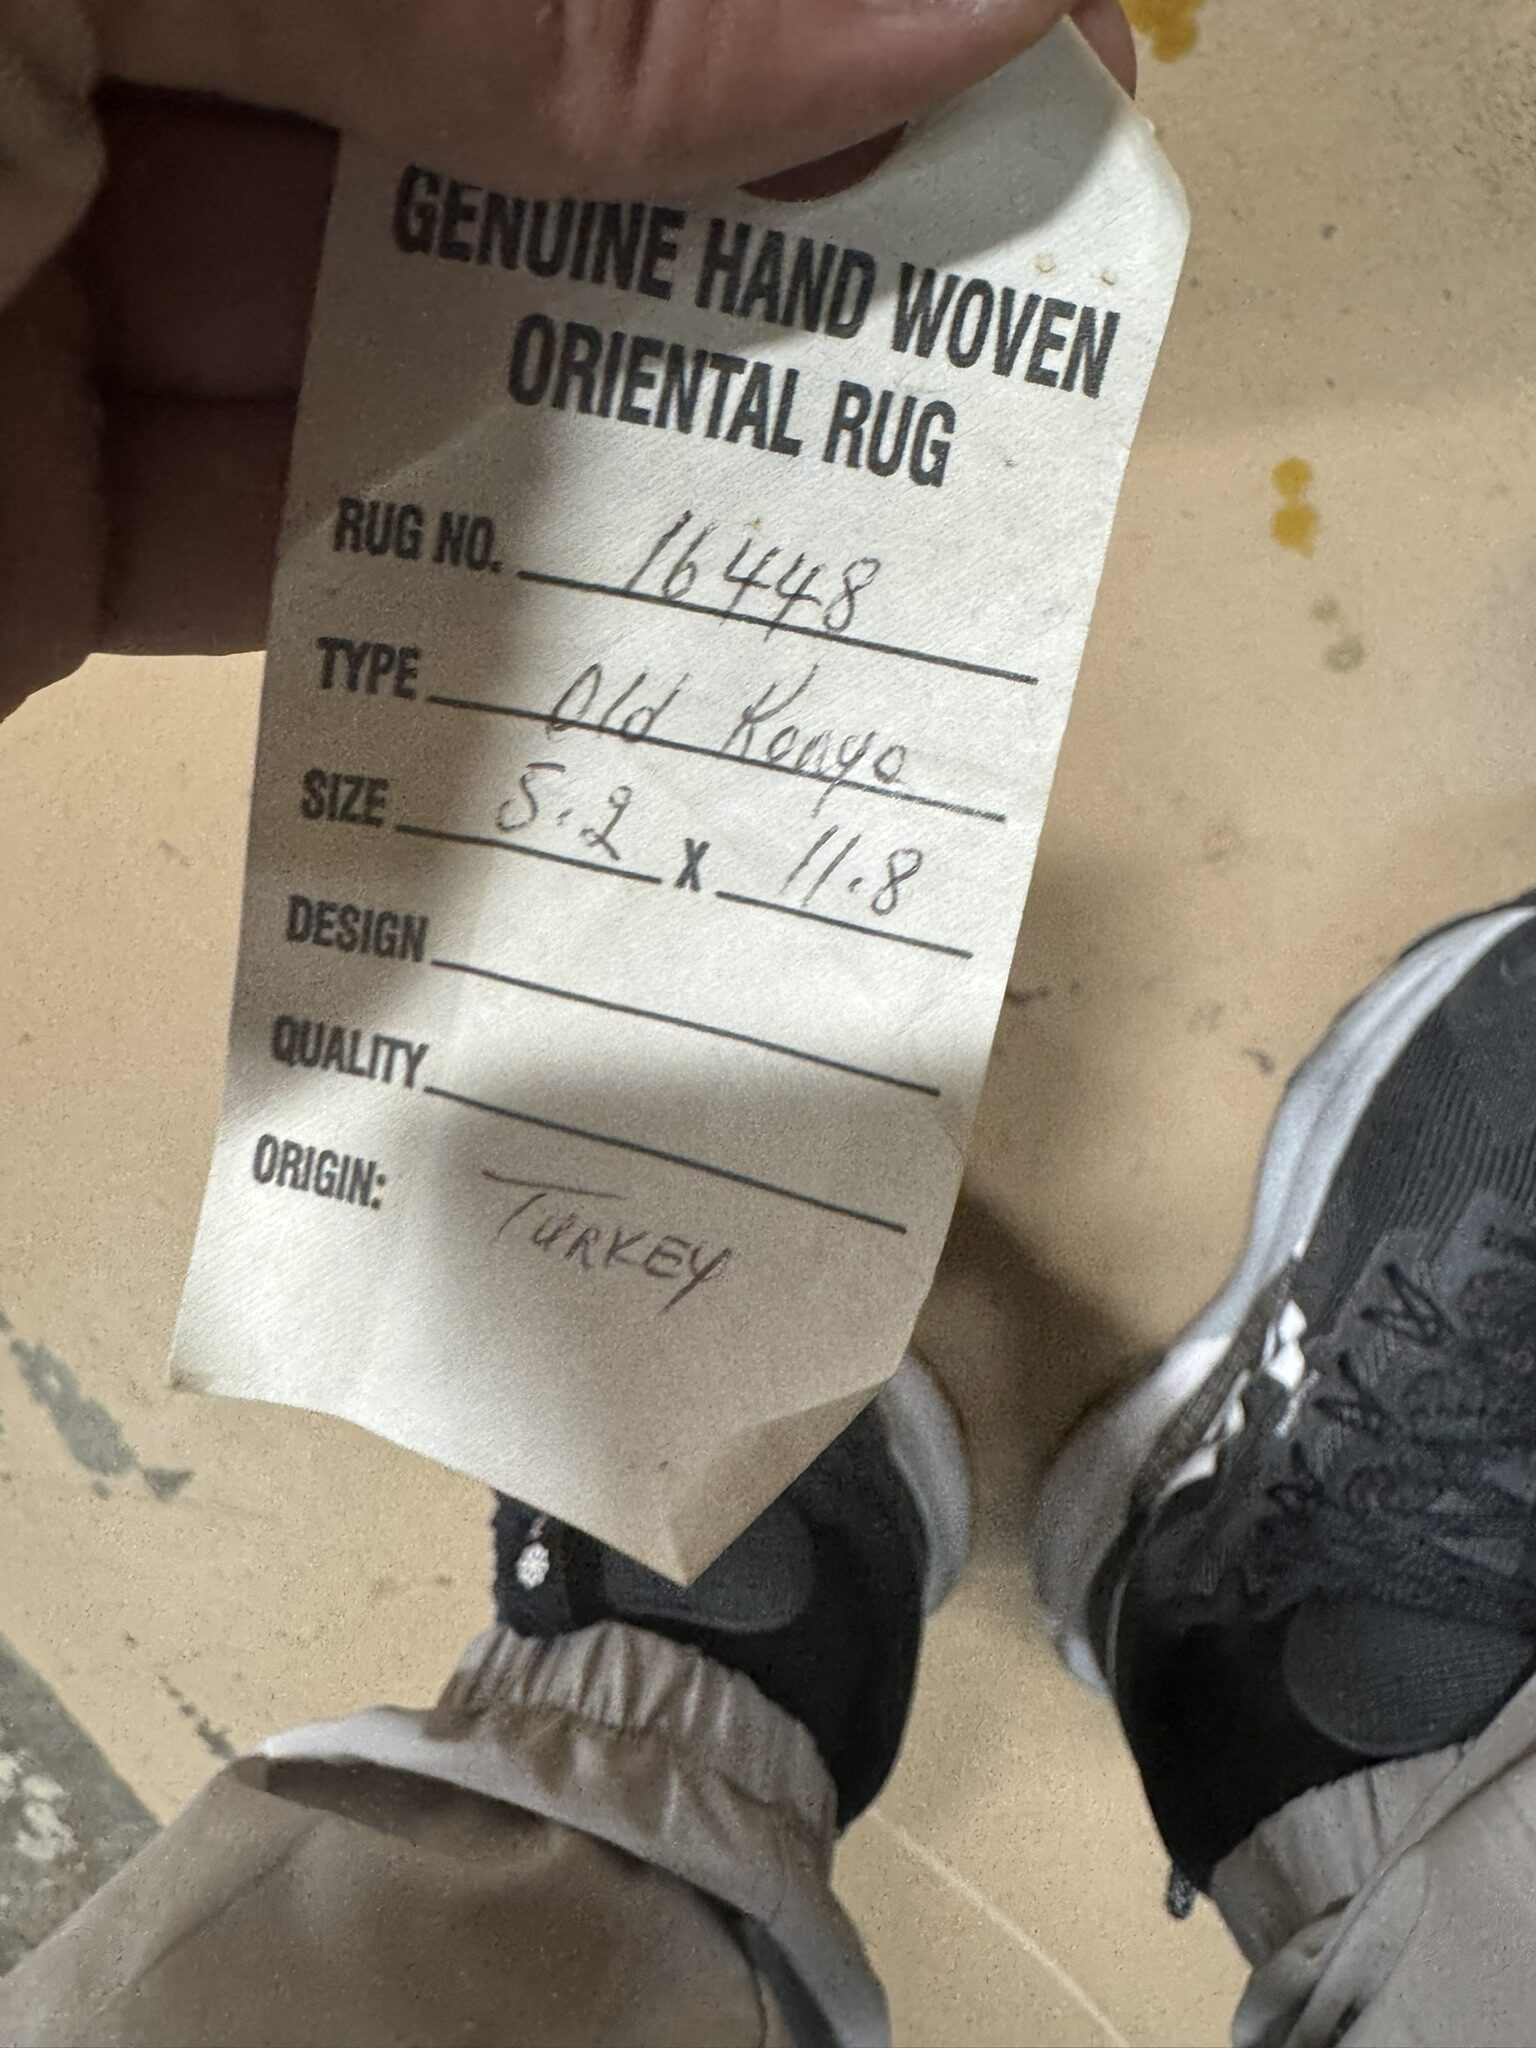 GENUINE HAND WOVEN
ORIENTAL RUG
RUG NO. 16448
TYPE Old Konya
SIZE 5.2 X 11.8
DESIGN
QUALITY
ORIGIN: TURKEY